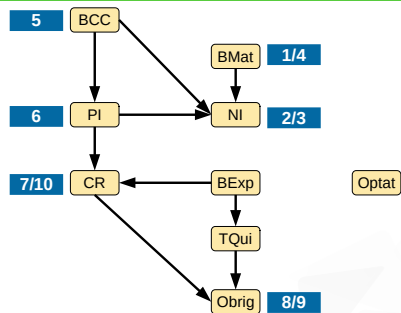 5 BCC
BMat 1/4
6 PI NI 2/3
7/10 CR BExp Optat
TQui
Obrig 8/9